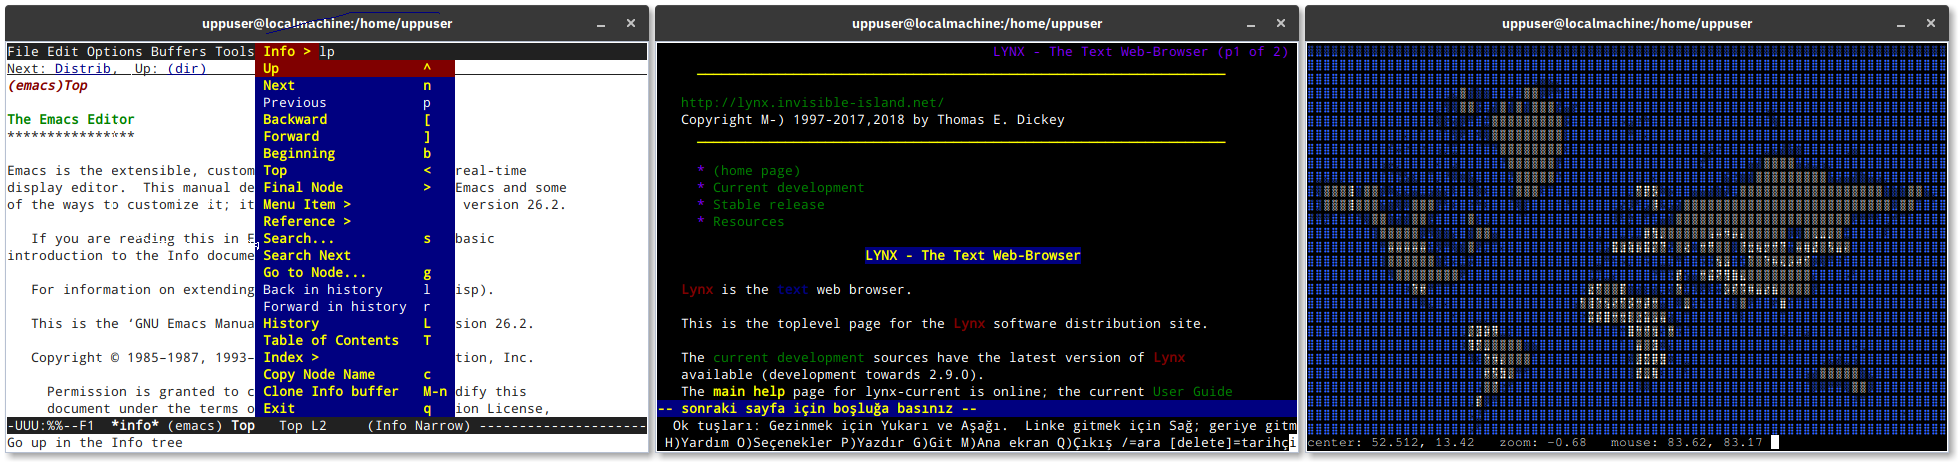 uppuser@localmachine:/home/uppuser
File Edit Options Buffers Tools Info > lp
Next: Distrib,  Up: (dir)
Up ^
(emacs)Top
Next n
Previous p
The Emacs Editor
Backward [
****************
Forward ]
Beginning b
Emacs is the extensible, custom
Top <
real-time
display editor.  This manual de
Final Node >
Emacs and some
of the ways to customize it; it
Menu Item >
version 26.2.
Reference >
If you are reading this in E
Search... s
basic
introduction to the Info docume
Search Next
Go to Node... g
For information on extending
Back in history l
isp).
Forward in history r
This is the ‘GNU Emacs Manua
History L
sion 26.2.
Table of Contents T
Copyright © 1985–1987, 1993–
Index >
tion, Inc.
Copy Node Name c
Permission is granted to c
Clone Info buffer M-n
dify this
document under the terms o
Exit q
ion License,
-UUU:%%--F1  *info* (emacs) Top   Top L2     (Info Narrow) ---------------------
Go up in the Info tree
uppuser@localmachine:/home/uppuser
LYNX - The Text Web-Browser (p1 of 2)
http://lynx.invisible-island.net/
Copyright M-) 1997-2017,2018 by Thomas E. Dickey
* (home page)
* Current development
* Stable release
* Resources
LYNX - The Text Web-Browser
Lynx is the text web browser.
This is the toplevel page for the Lynx software distribution site.
The current development sources have the latest version of Lynx
available (development towards 2.9.0).
The main help page for lynx-current is online; the current User Guide
-- sonraki sayfa için boşluğa basınız --
Ok tuşları: Gezinmek için Yukarı ve Aşağı.  Linke gitmek için Sağ; geriye gitm
H)Yardım O)Seçenekler P)Yazdır G)Git M)Ana ekran Q)Çıkış /=ara [delete]=tarihçi
uppuser@localmachine:/home/uppuser
center: 52.512, 13.42   zoom: -0.68   mouse: 83.62, 83.17